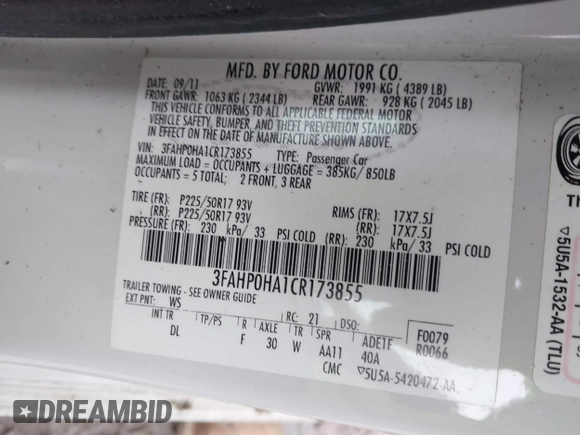 MFD. BY FORD MOTOR CO.
DATE: 09/11 GVWR: 1991 KG ( 4389 LB)
FRONT GAWR: 1063 KG ( 2344 LB) REAR GAWR: 928 KG ( 2045 LB)
THIS VEHICLE CONFORMS TO ALL APPLICABLE FEDERAL MOTOR
VEHICLE SAFETY, BUMPER, AND THEFT PREVENTION STANDARDS
IN EFFECT ON THE DATE OF MANUFACTURE SHOWN ABOVE.
VIN: 3FAHP0HA1CR173855 TYPE: Passenger Car
MAXIMUM LOAD = OCCUPANTS + LUGGAGE = 385KG/ 850LB
OCCUPANTS = 5 TOTAL; 2 FRONT, 3 REAR
TIRE (FR): P225/50R17 93V RIMS (FR): 17X7.5J
(RR): P225/50R17 93V (RR): 17X7.5J
PRESSURE (FR): 230 kPa/ 33 PSI COLD (RR): 230 kPa/ 33 PSI COLD
3FAHP0HA1CR173855
TRAILER TOWING - SEE OWNER GUIDE
EXT PNT: WS RC: 21 DSO: F0079
R0066
INT TR TP/PS R AXLE TR SPR ADE1F
DL F 30 W AA11 40A
CMC ▽5U5A-5420472-AA
▽5U5A-1532-AA (TLU)
DREAMBID